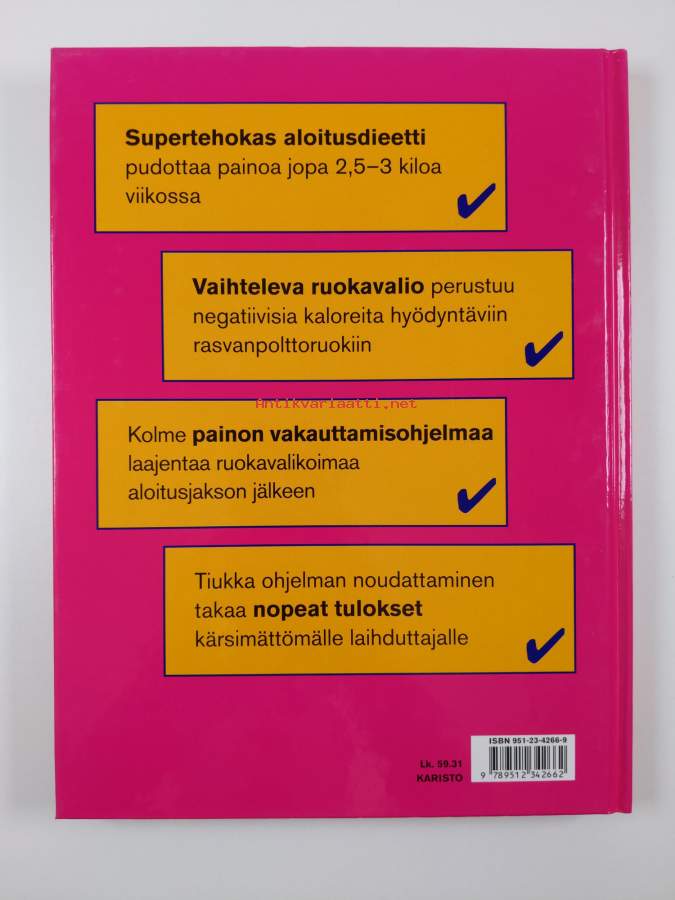 Supertehokas aloitusdieetti
pudottaa painoa jopa 2,5–3 kiloa
viikossa
Vaihteleva ruokavalio perustuu
negatiivisia kaloreita hyödyntäviin
rasvanpolttoruokiin
Antikvariaatti.net
Kolme painon vakauttamisohjelmaa
laajentaa ruokavalikoimaa
aloitusjakson jälkeen
Tiukka ohjelman noudattaminen
takaa nopeat tulokset
kärsimättömälle laihduttajalle
ISBN 951-23-4266-9
Lk. 59.31
KARISTO
9 789512 342662